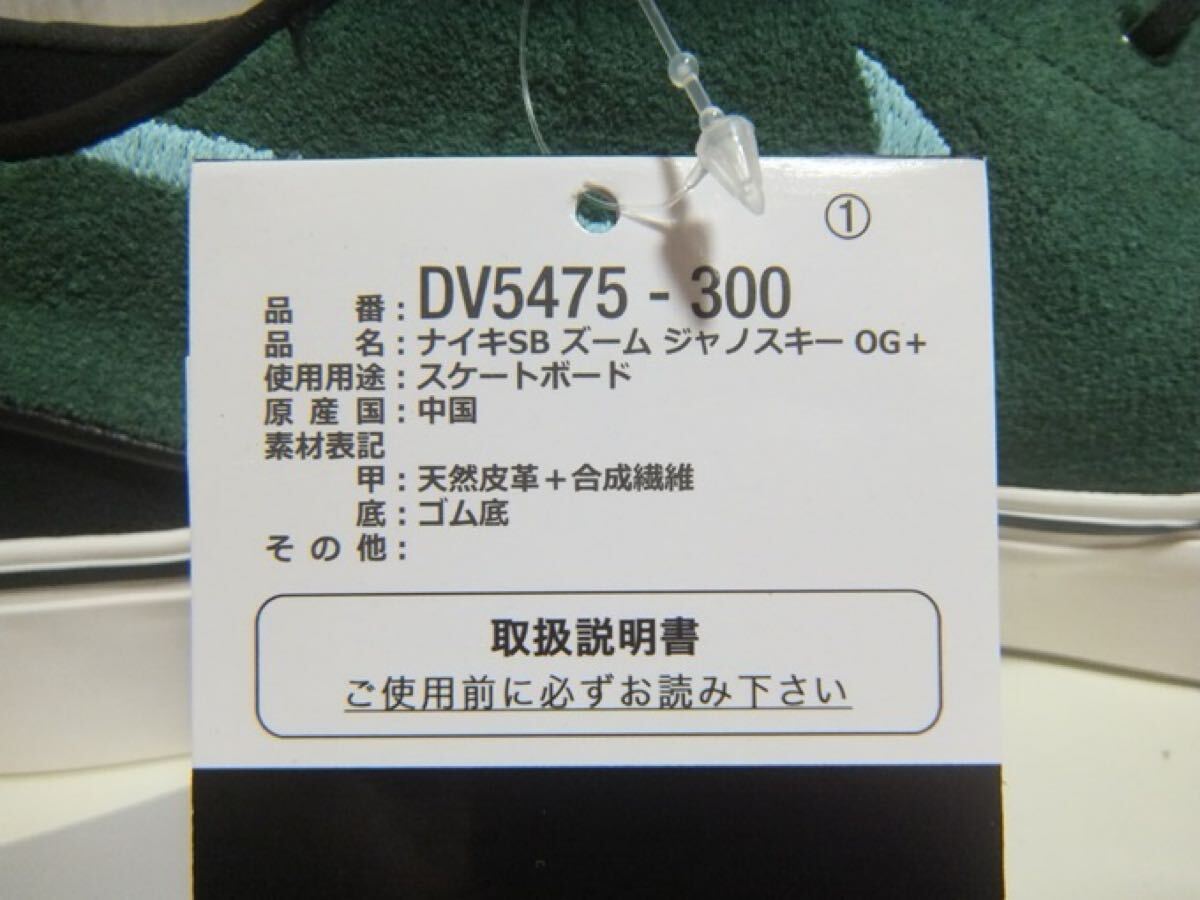 ①
品番：DV5475-300
品名：ナイキSB ズーム ジャノスキー OG＋
使用用途：スケートボード
原産国：中国
素材表記
甲：天然皮革＋合成繊維
底：ゴム底
その他：
取扱説明書
ご使用前に必ずお読み下さい